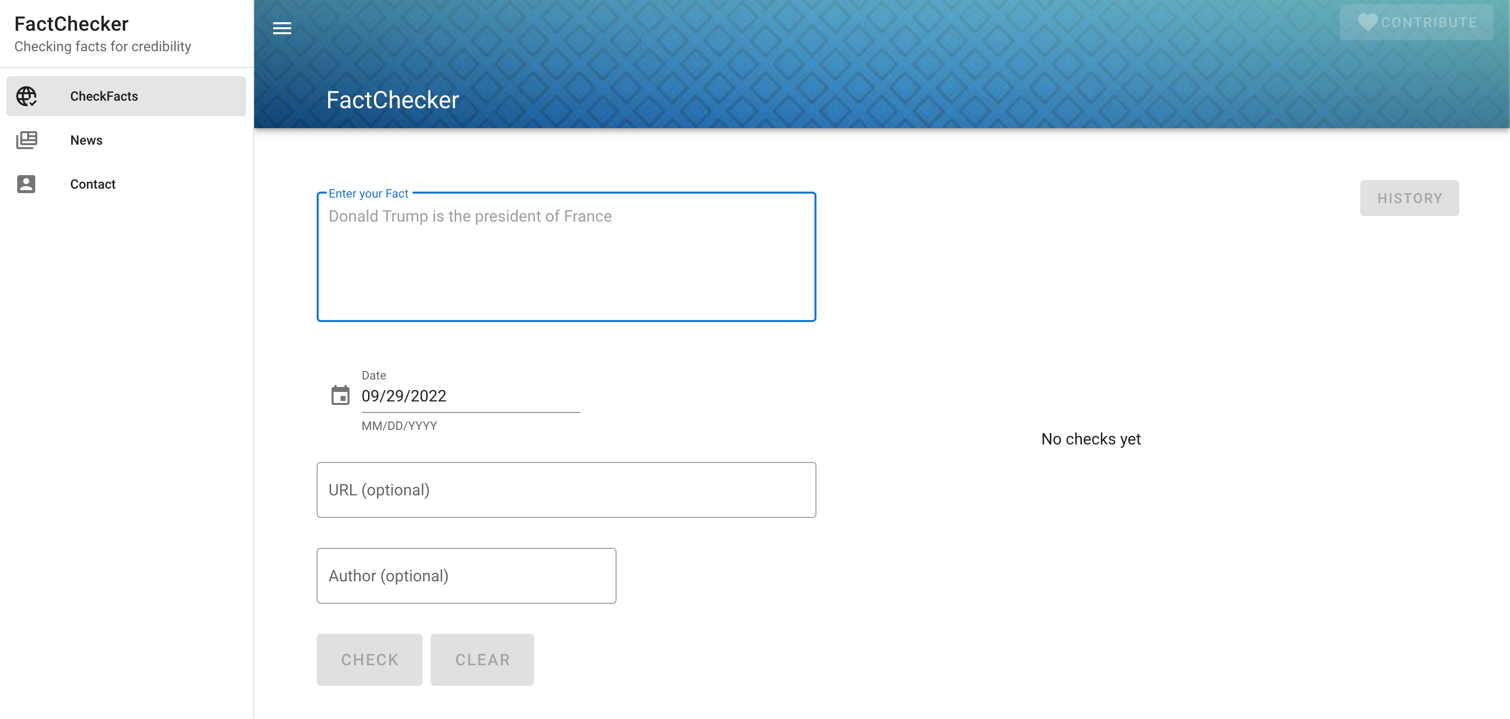 FactChecker
Checking facts for credibility
CheckFacts
News
Contact
CONTRIBUTE
FactChecker
Enter your Fact
Donald Trump is the president of France
HISTORY
Date
09/29/2022
MM/DD/YYYY
No checks yet
URL (optional)
Author (optional)
CHECK
CLEAR